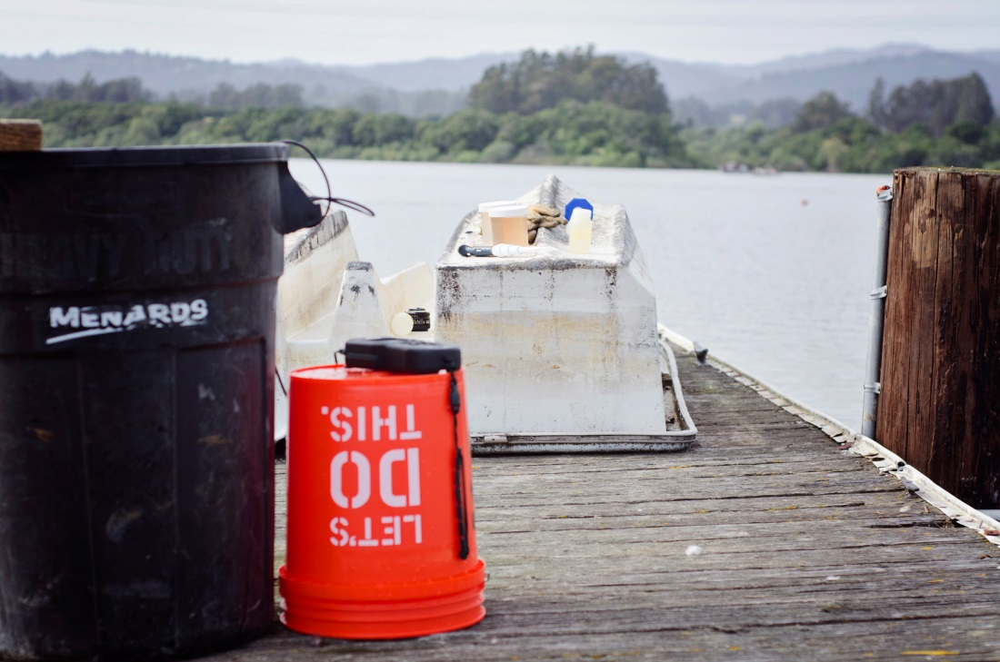 HEAVY DUTY
MENARDS
LET'S
DO
THIS.